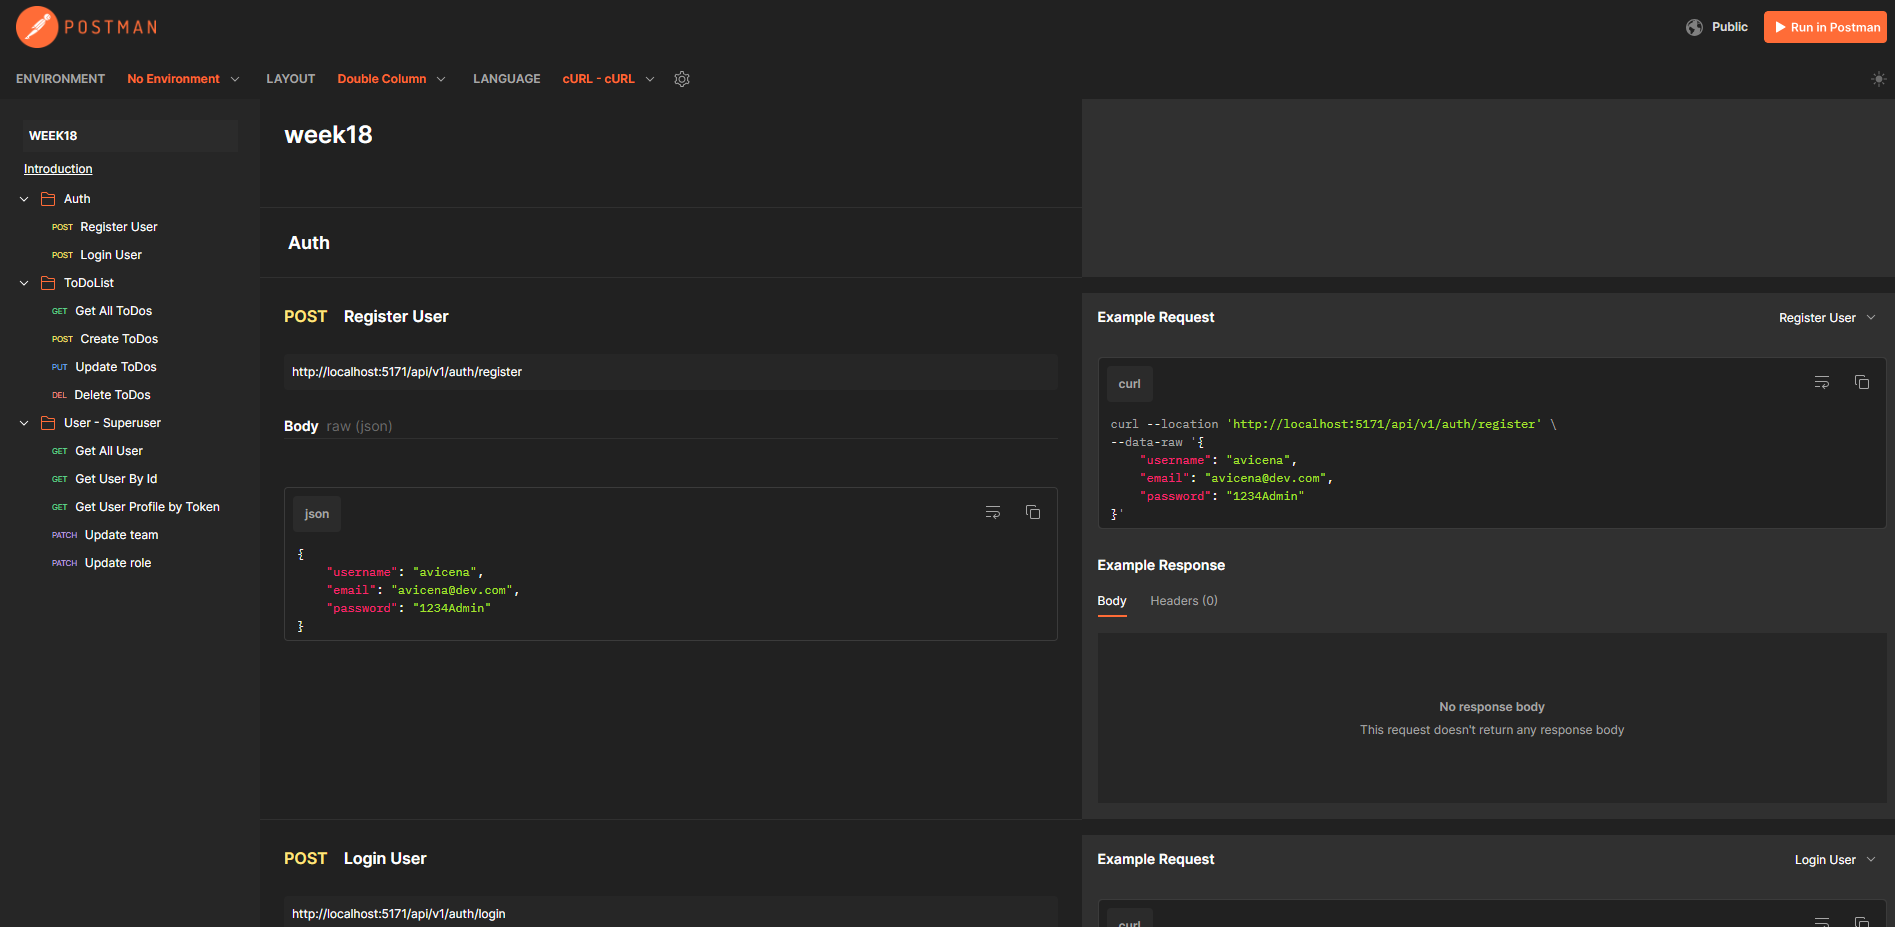 POSTMAN
Public
Run in Postman
ENVIRONMENT No Environment LAYOUT Double Column LANGUAGE cURL - cURL
WEEK18
Introduction
Auth
POST Register User
POST Login User
ToDoList
GET Get All ToDos
POST Create ToDos
PUT Update ToDos
DEL Delete ToDos
User - Superuser
GET Get All User
GET Get User By Id
GET Get User Profile by Token
PATCH Update team
PATCH Update role
week18
Auth
POST Register User
http://localhost:5171/api/v1/auth/register
Body raw (json)
json
{
"username": "avicena",
"email": "avicena@dev.com",
"password": "1234Admin"
}
Example Request
Register User
curl
curl --location 'http://localhost:5171/api/v1/auth/register' \
--data-raw '{
"username": "avicena",
"email": "avicena@dev.com",
"password": "1234Admin"
}'
Example Response
Body Headers (0)
No response body
This request doesn't return any response body
POST Login User
http://localhost:5171/api/v1/auth/login
Example Request
Login User
curl